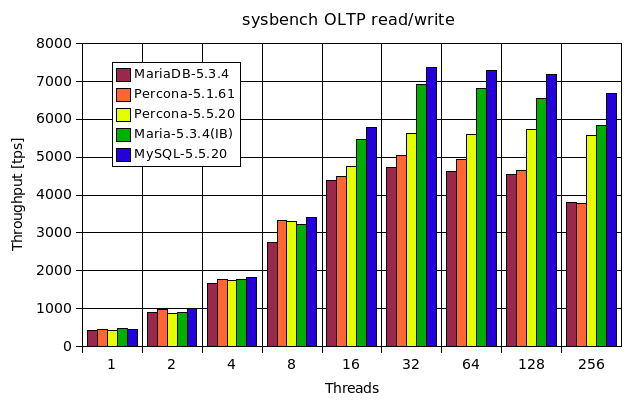 sysbench OLTP read/write
8000
7000
6000
5000
4000
3000
2000
1000
0
Throughput [tps]
MariaDB-5.3.4
Percona-5.1.61
Percona-5.5.20
Maria-5.3.4(IB)
MySQL-5.5.20
1 2 4 8 16 32 64 128 256
Threads